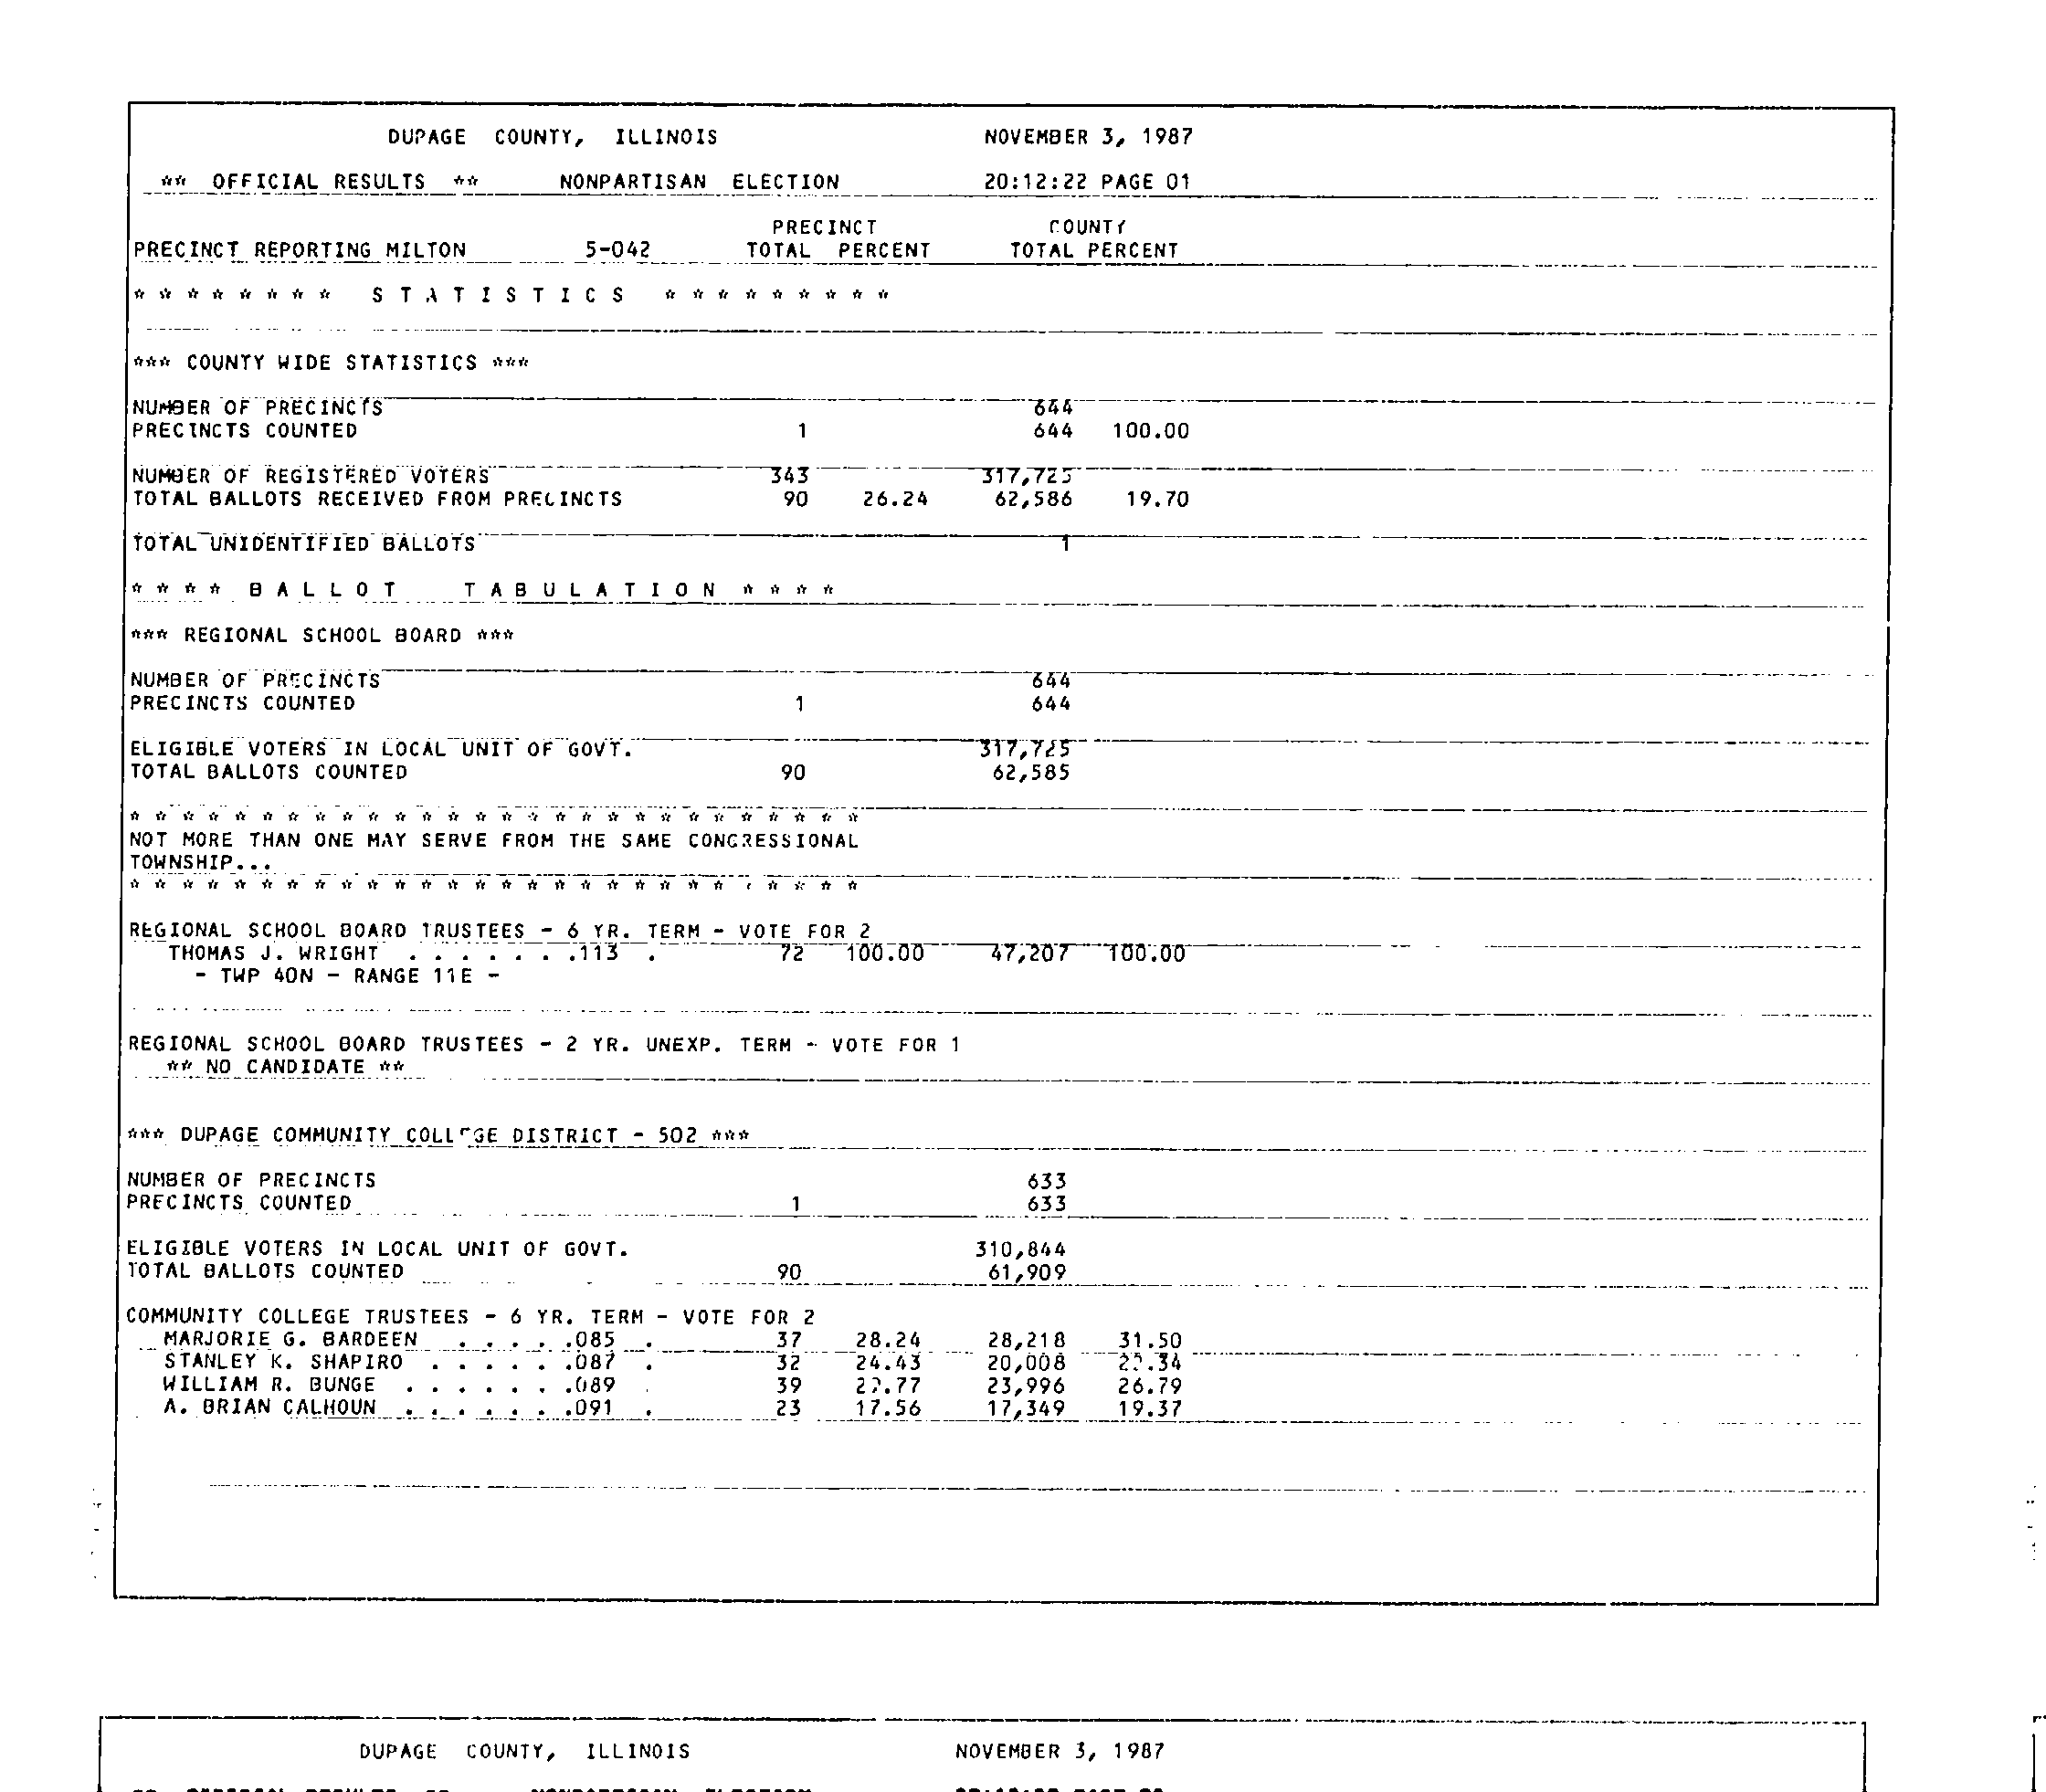 DUPAGE COUNTY, ILLINOIS NOVEMBER 3, 1987
** OFFICIAL RESULTS ** NONPARTISAN ELECTION 20:12:22 PAGE 01
PRECINCT COUNTY
PRECINCT REPORTING MILTON 5-042 TOTAL PERCENT TOTAL PERCENT
* * * * * * * * S T A T I S T I C S * * * * * * * * *
*** COUNTY WIDE STATISTICS ***
NUMBER OF PRECINCTS 644
PRECINCTS COUNTED 1 644 100.00
NUMBER OF REGISTERED VOTERS 343 317,725
TOTAL BALLOTS RECEIVED FROM PRECINCTS 90 26.24 62,586 19.70
TOTAL UNIDENTIFIED BALLOTS 1
* * * * B A L L O T T A B U L A T I O N * * * *
*** REGIONAL SCHOOL BOARD ***
NUMBER OF PRECINCTS 644
PRECINCTS COUNTED 1 644
ELIGIBLE VOTERS IN LOCAL UNIT OF GOVT. 317,725
TOTAL BALLOTS COUNTED 90 62,585
* * * * * * * * * * * * * * * * * * * * * * * * * * * *
NOT MORE THAN ONE MAY SERVE FROM THE SAME CONGRESSIONAL
TOWNSHIP...
* * * * * * * * * * * * * * * * * * * * * * * * * * * *
REGIONAL SCHOOL BOARD TRUSTEES - 6 YR. TERM - VOTE FOR 2
THOMAS J. WRIGHT . . . . . . .113 . 72 100.00 47,207 100.00
- TWP 40N - RANGE 11E -
REGIONAL SCHOOL BOARD TRUSTEES - 2 YR. UNEXP. TERM - VOTE FOR 1
** NO CANDIDATE **
*** DUPAGE COMMUNITY COLLEGE DISTRICT - 502 ***
NUMBER OF PRECINCTS 633
PRECINCTS COUNTED 1 633
ELIGIBLE VOTERS IN LOCAL UNIT OF GOVT. 310,844
TOTAL BALLOTS COUNTED 90 61,909
COMMUNITY COLLEGE TRUSTEES - 6 YR. TERM - VOTE FOR 2
MARJORIE G. BARDEEN . . . . .085 . 37 28.24 28,218 31.50
STANLEY K. SHAPIRO . . . . . .087 . 32 24.43 20,008 22.34
WILLIAM R. BUNGE . . . . . . .089 . 39 29.77 23,996 26.79
A. BRIAN CALHOUN . . . . . . .091 . 23 17.56 17,349 19.37
DUPAGE COUNTY, ILLINOIS NOVEMBER 3, 1987